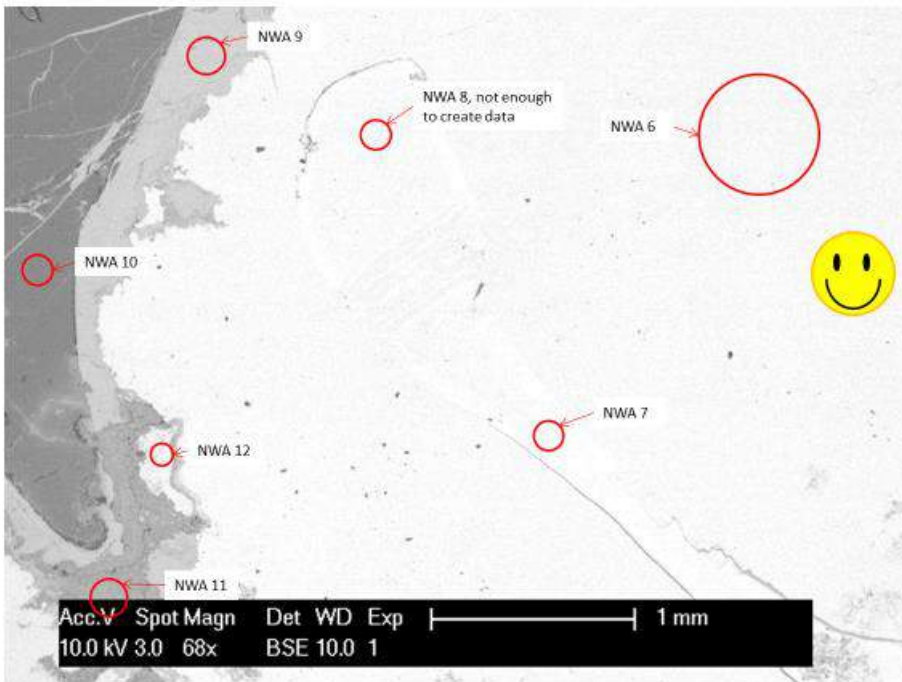 NWA 9
NWA 8, not enough
to create data
NWA 6
NWA 10
NWA 7
NWA 12
NWA 11
Acc.V Spot Magn Det WD Exp 1 mm
10.0 kV 3.0 68x BSE 10.0 1